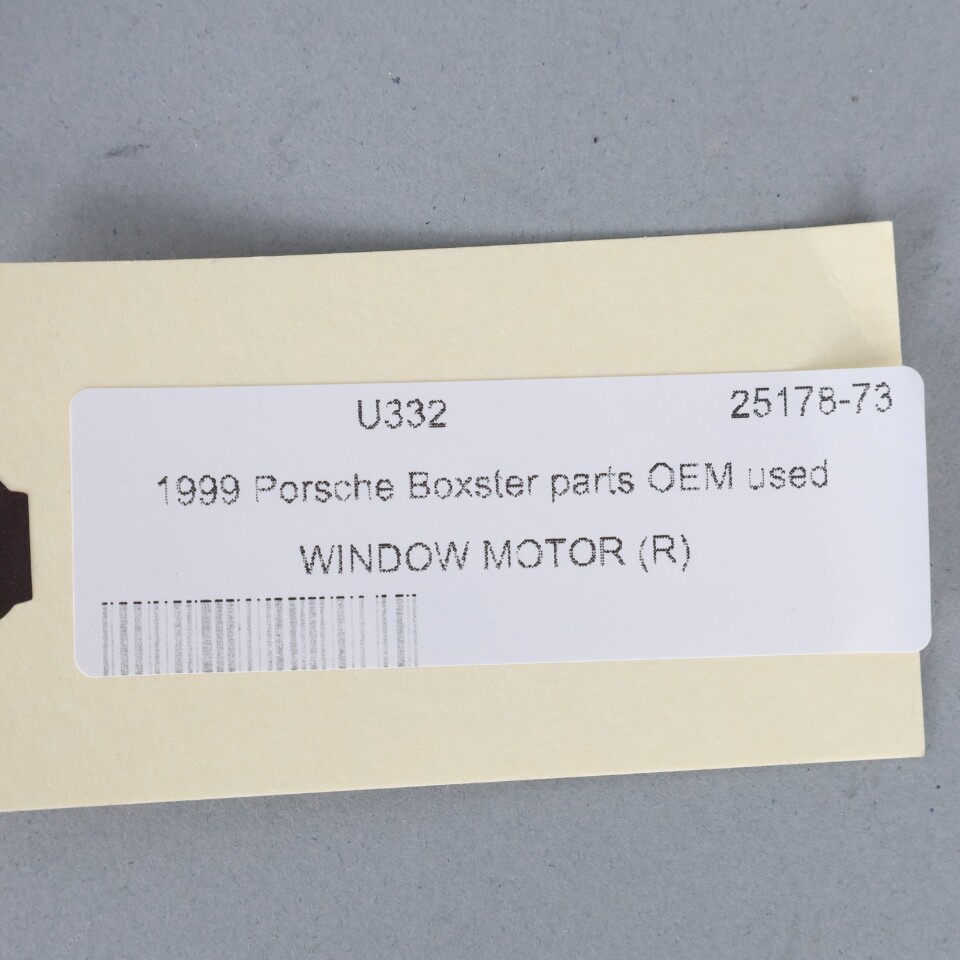 U332 25178-73
1999 Porsche Boxster parts OEM used
WINDOW MOTOR (R)